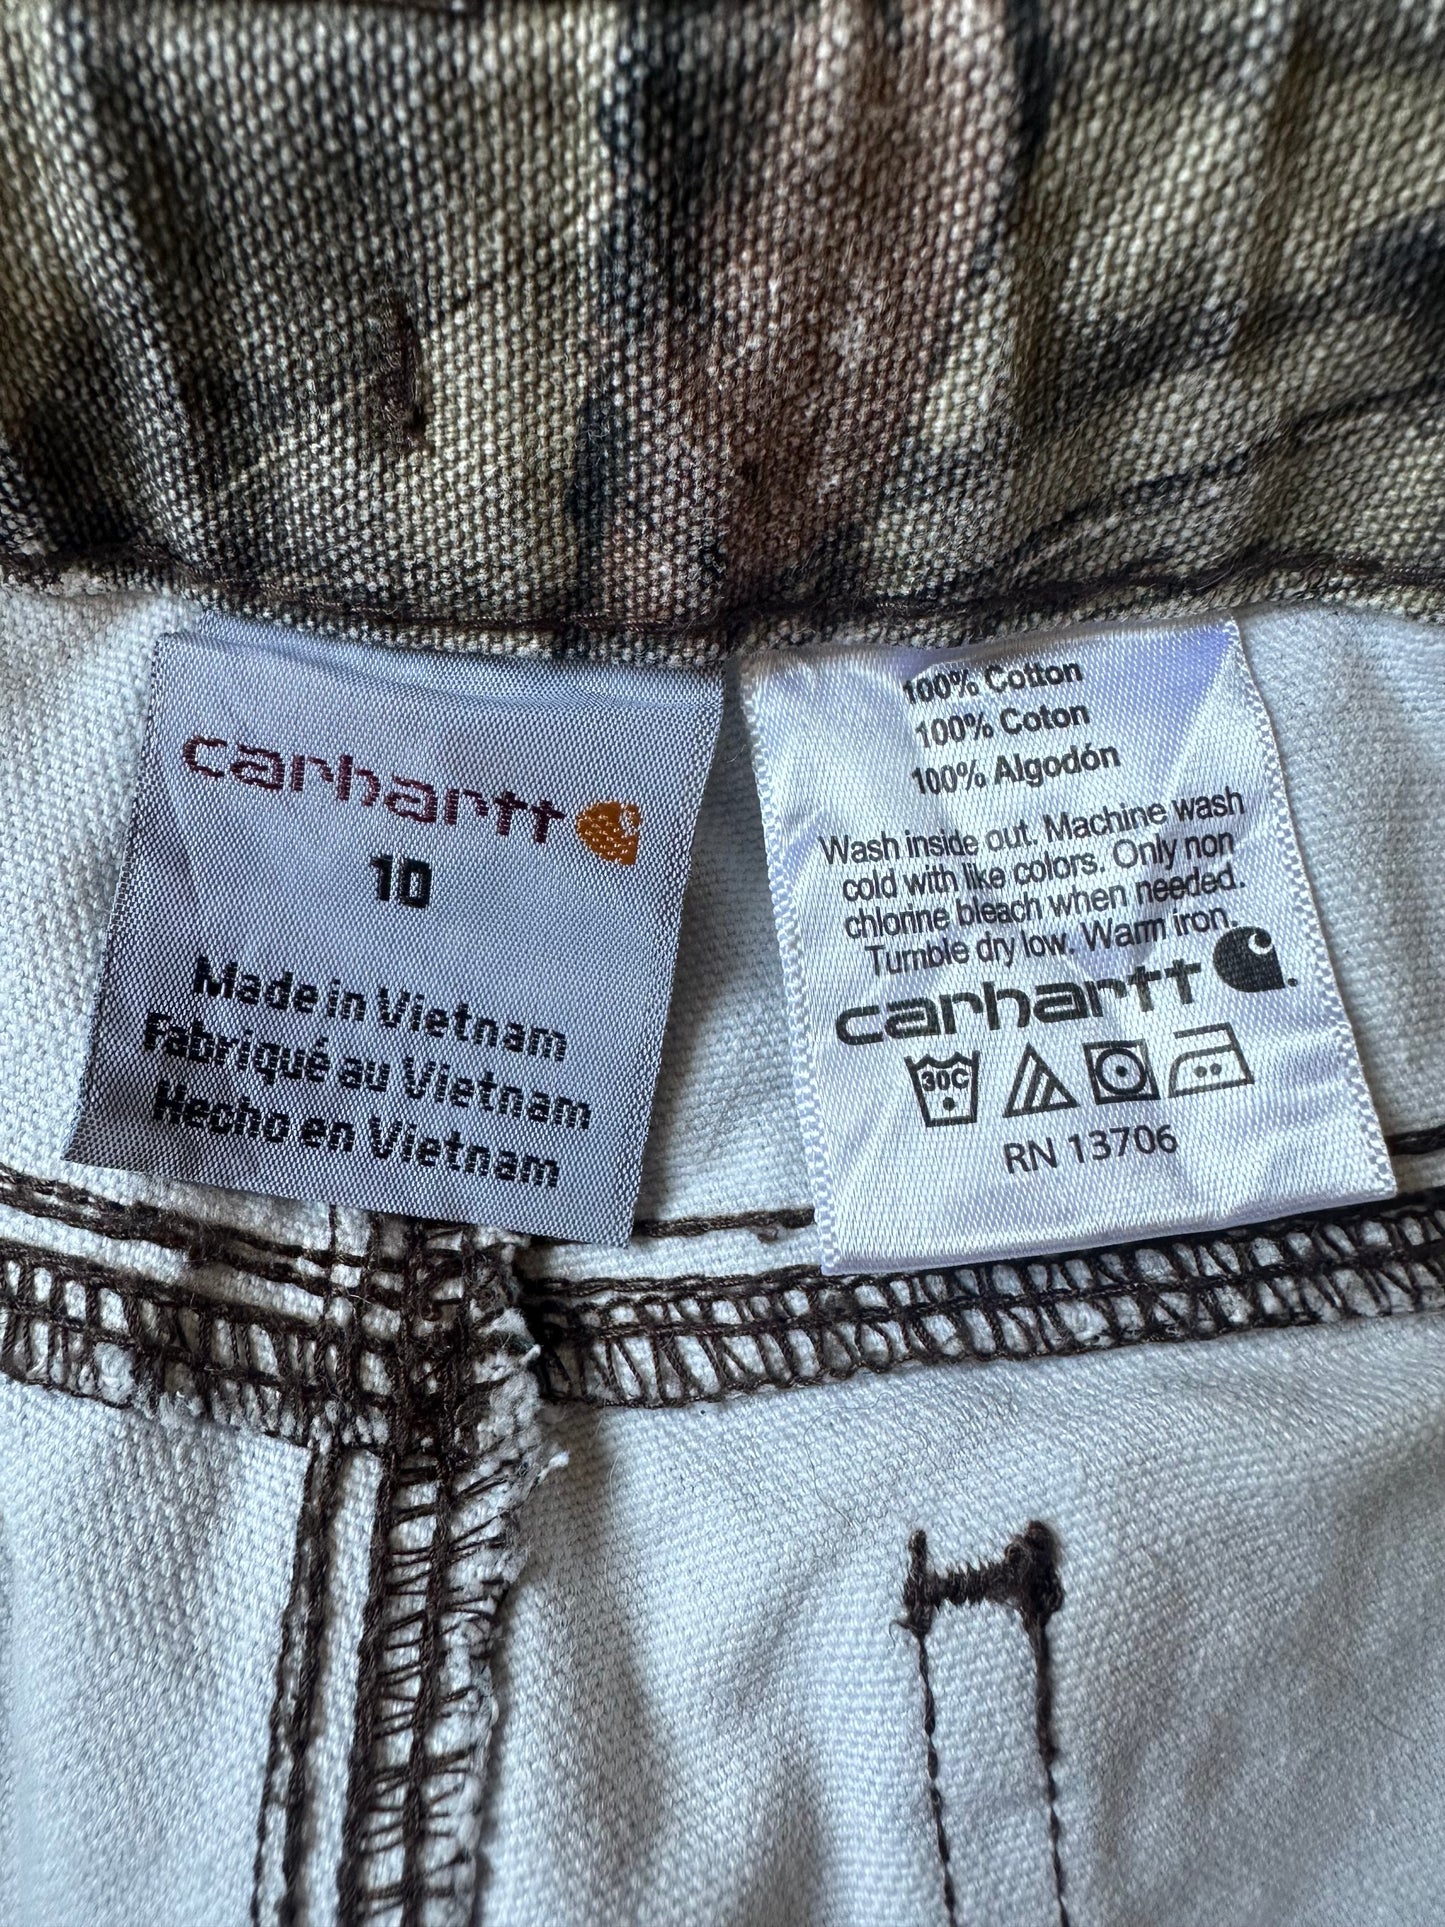 carhartt
10
Made in Vietnam
Fabriqué au Vietnam
Hecho en Vietnam
100% Cotton
100% Coton
100% Algodón
Wash inside out. Machine wash
cold with like colors. Only non
chlorine bleach when needed.
Tumble dry low. Warm iron.
carhartt
30C
RN 13706